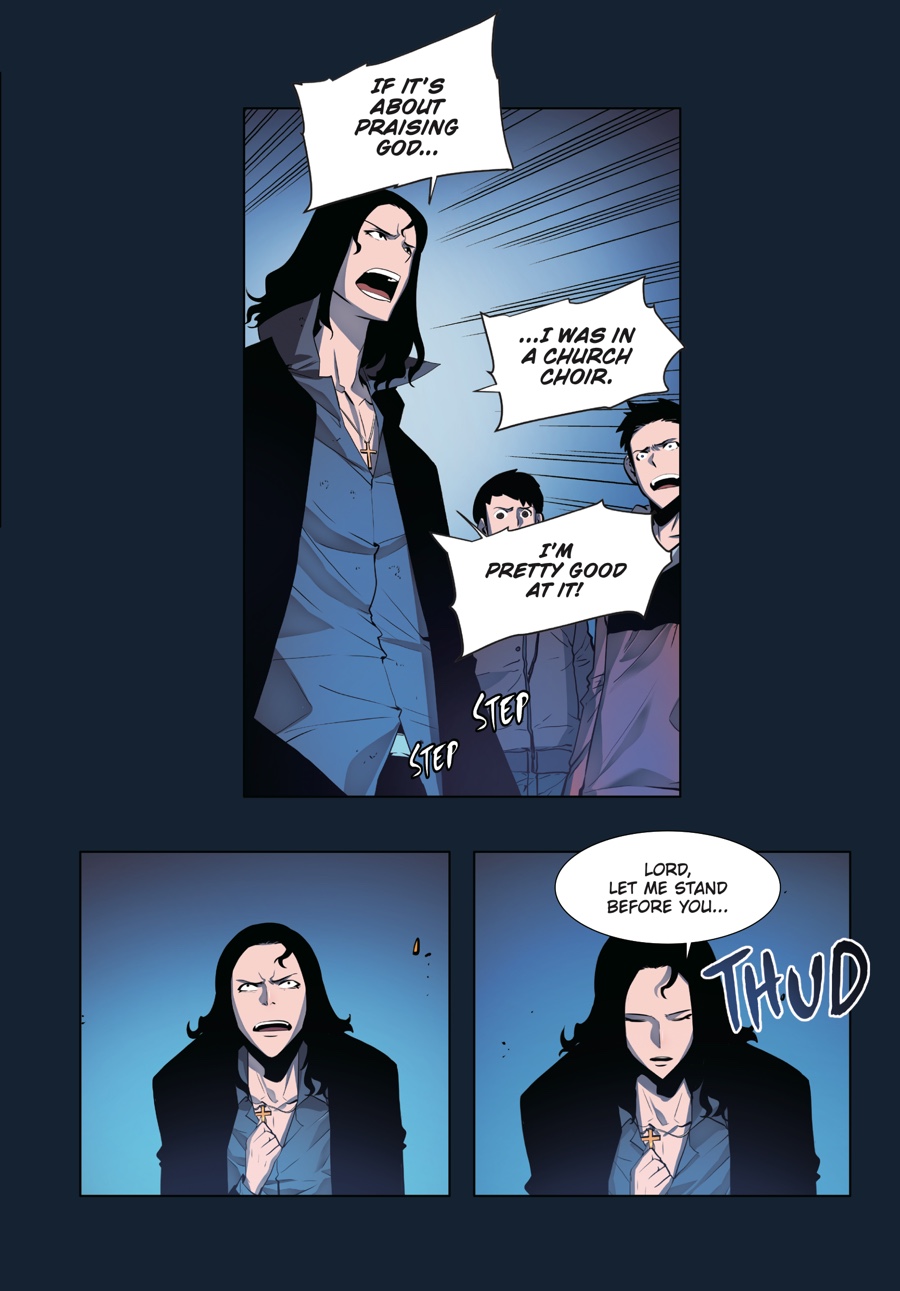 IF IT'S
ABOUT
PRAISING
GOD...
...I WAS IN
A CHURCH
CHOIR.
I'M
PRETTY GOOD
AT IT!
STEP
STEP
LORD,
LET ME STAND
BEFORE YOU...
THUD